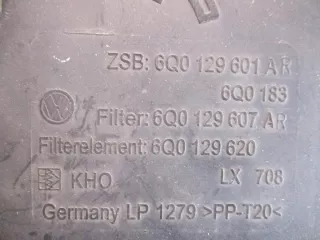 ZSB: 6Q0 129 601 AR
6Q0 183
Filter: 6Q0 129 607 AR
Filterelement: 6Q0 129 620
KHO LX 708
Germany LP 1279 >PP-T20<